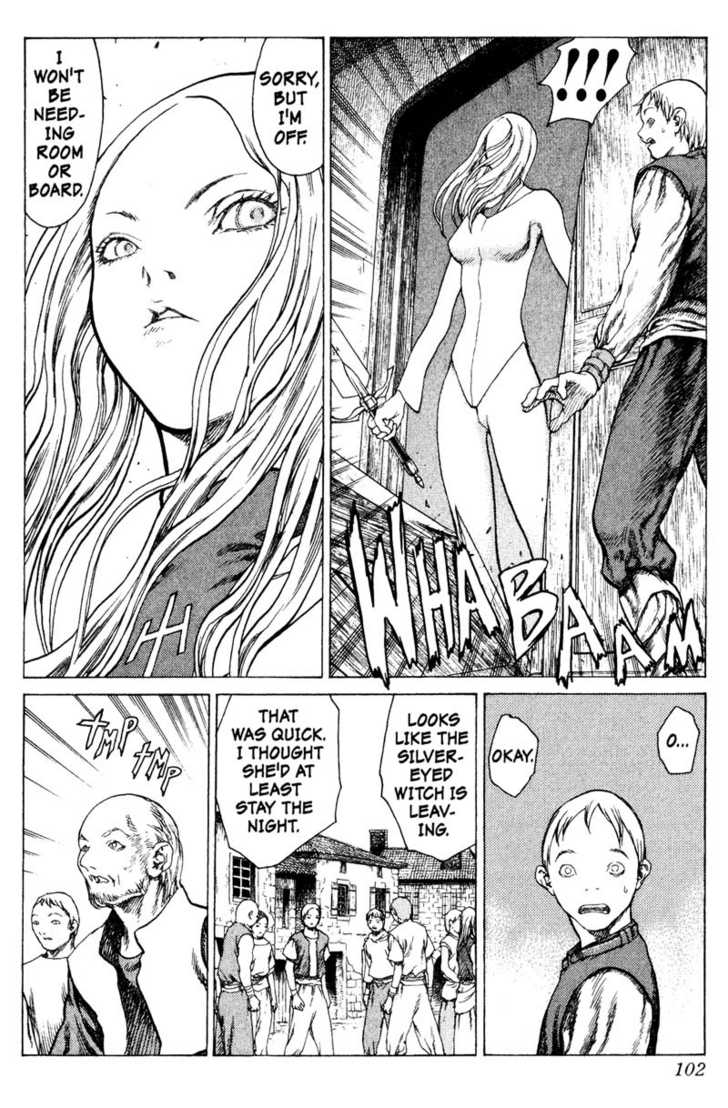 !!!
WHABAAAM
SORRY,
BUT
I'M
OFF.
I
WON'T
BE
NEED-
ING
ROOM
OR
BOARD.
O...
OKAY.
LOOKS
LIKE THE
SILVER-
EYED
WITCH IS
LEAV-
ING.
THAT
WAS QUICK.
I THOUGHT
SHE'D AT
LEAST
STAY THE
NIGHT.
TMP
TMP
102